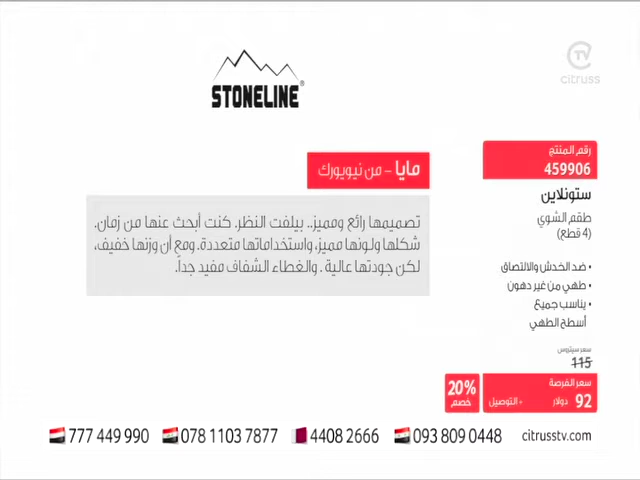 STONELINE®
citruss TV
رقم المنتج
459906
مايا - من نيويورك
ستونلاين
طقم الشوي
(4 قطع)
تصميمها رائع ومميز.. بيلفت النظر. كنت أبحث عنها من زمان.
شكلها ولونها مميز، واستخداماتها متعددة. ومع أن وزنها خفيف،
لكن جودتها عالية . والغطاء الشفاف مفيد جداً.
• ضد الخدش والالتصاق
• طهي من غير دهون
• يناسب جميع
أسطح الطهي
سعر سيتروس
115
سعر الفرصة
92 دولار + التوصيل
20%
خصم
777 449 990
078 1103 7877
4408 2666
093 809 0448
citrusstv.com